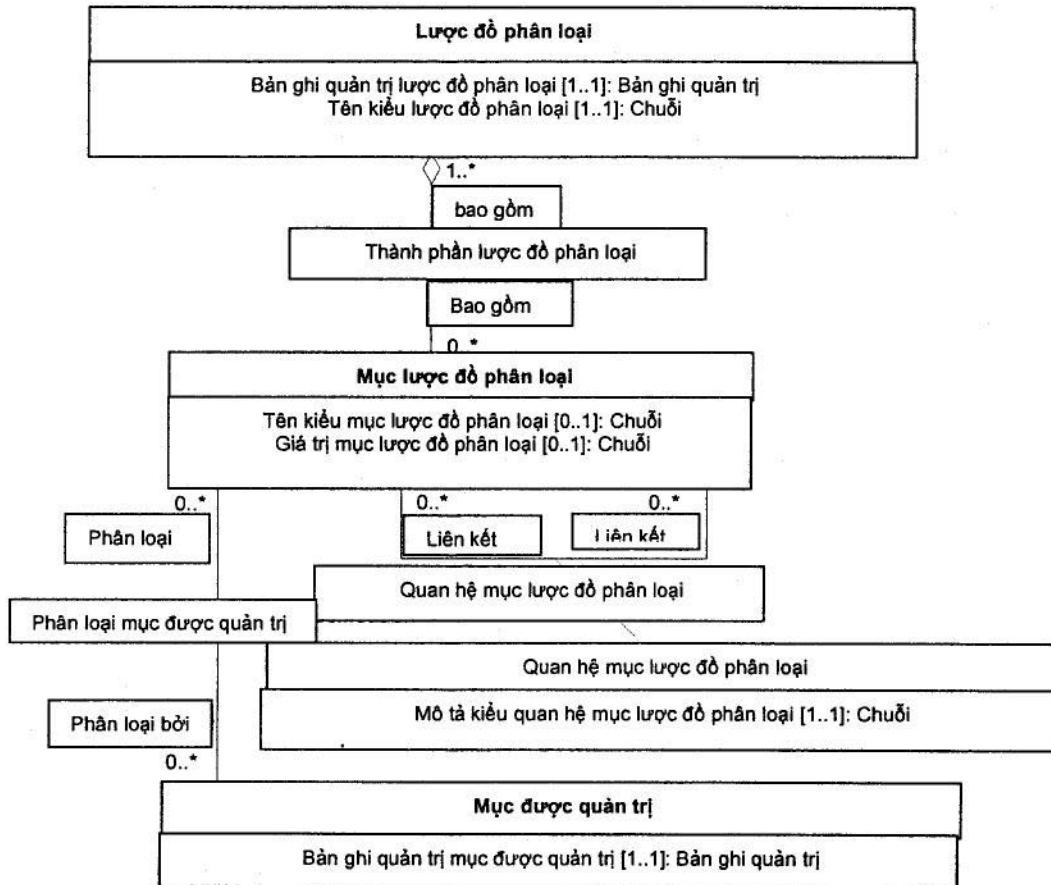 Lược đồ phân loại
Bản ghi quản trị lược đồ phân loại [1..1]: Bản ghi quản trị
Tên kiểu lược đồ phân loại [1..1]: Chuỗi
1..*
bao gồm
Thành phần lược đồ phân loại
Bao gồm
0..*
Mục lược đồ phân loại
Tên kiểu mục lược đồ phân loại [0..1]: Chuỗi
Giá trị mục lược đồ phân loại [0..1]: Chuỗi
0..* 0..* 0..*
Phân loại Liên kết Liên kết
Quan hệ mục lược đồ phân loại
Phân loại mục được quản trị
Quan hệ mục lược đồ phân loại
Mô tả kiểu quan hệ mục lược đồ phân loại [1..1]: Chuỗi
Phân loại bởi
0..*
Mục được quản trị
Bản ghi quản trị mục được quản trị [1..1]: Bản ghi quản trị